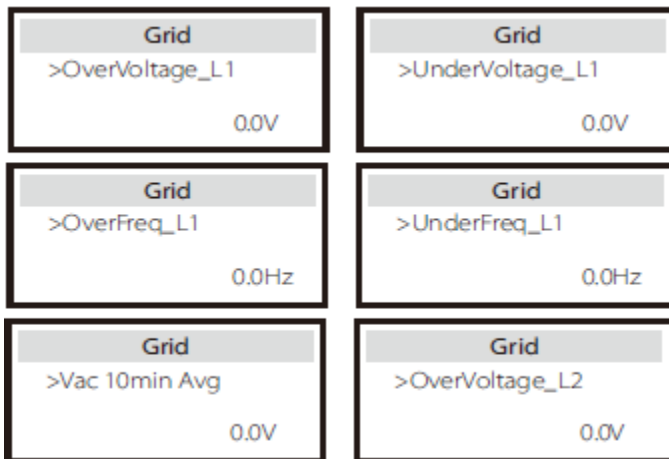 Grid
>OverVoltage_L1
0.0V
Grid
>UnderVoltage_L1
0.0V
Grid
>OverFreq_L1
0.0Hz
Grid
>UnderFreq_L1
0.0Hz
Grid
>Vac 10min Avg
0.0V
Grid
>OverVoltage_L2
0.0V